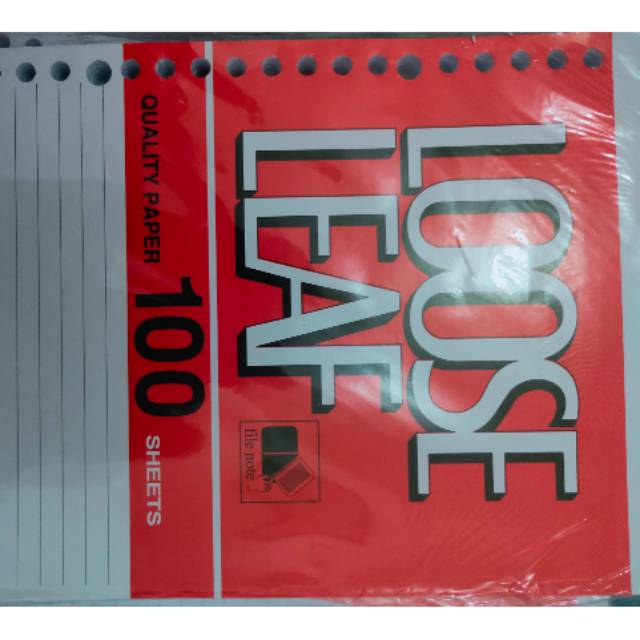 LOOSE
LEAF
file note
QUALITY PAPER 100 SHEETS